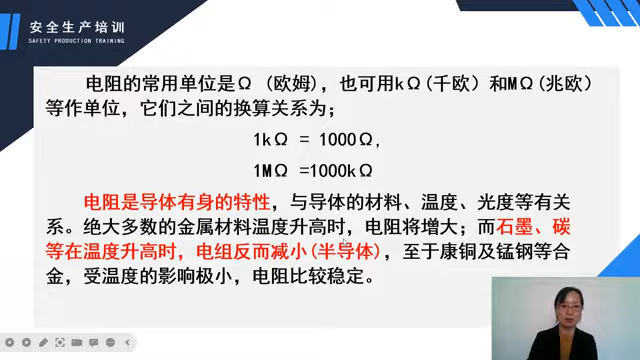 安全生产培训
SAFETY PRODUCTION TRAINING
电阻的常用单位是Ω (欧姆)，也可用kΩ(千欧）和MΩ(兆欧)
等作单位，它们之间的换算关系为；
1kΩ = 1000Ω,
1MΩ =1000kΩ
电阻是导体有身的特性，与导体的材料、温度、光度等有关
系。绝大多数的金属材料温度升高时，电阻将增大；而石墨、碳
等在温度升高时，电组反而减小(半导体)，至于康铜及锰钢等合
金，受温度的影响极小，电阻比较稳定。